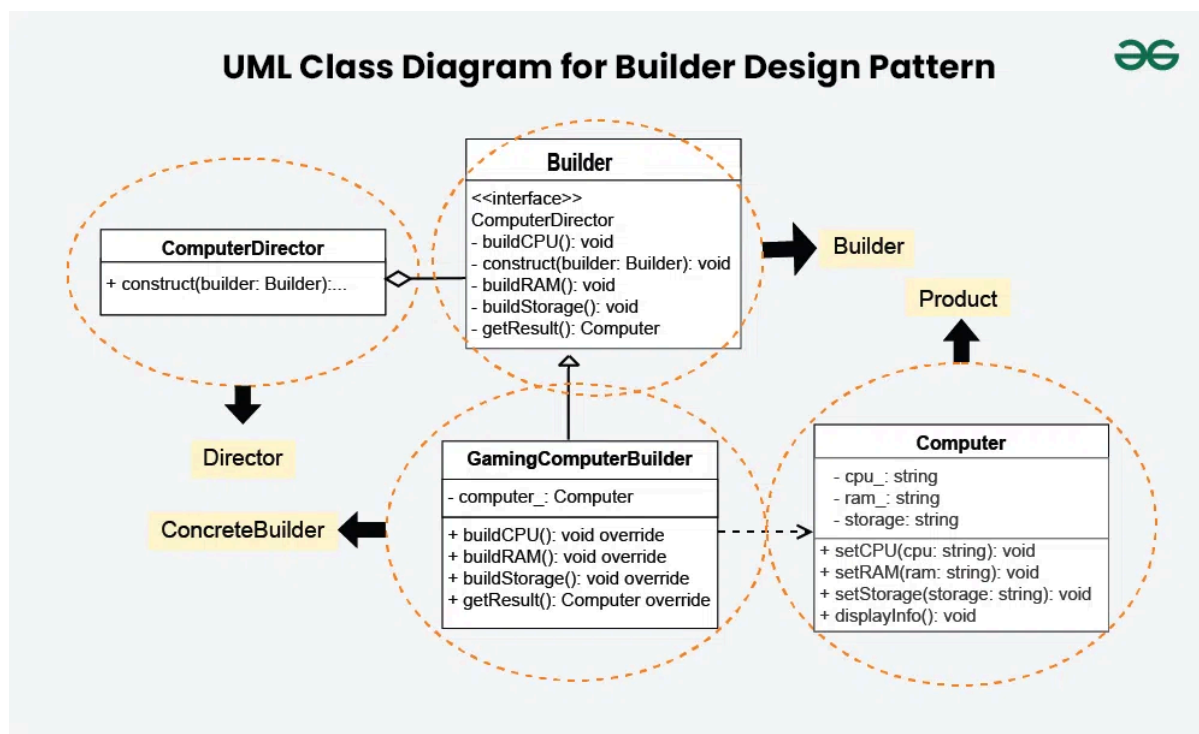 UML Class Diagram for Builder Design Pattern
Builder
<<interface>>
ComputerDirector
- buildCPU(): void
- construct(builder: Builder): void
- buildRAM(): void
- buildStorage(): void
- getResult(): Computer
ComputerDirector
+ construct(builder: Builder):...
Builder
Product
Director
ConcreteBuilder
GamingComputerBuilder
- computer_: Computer
+ buildCPU(): void override
+ buildRAM(): void override
+ buildStorage(): void override
+ getResult(): Computer override
Computer
- cpu_: string
- ram_: string
- storage: string
+ setCPU(cpu: string): void
+ setRAM(ram: string): void
+ setStorage(storage: string): void
+ displayInfo(): void